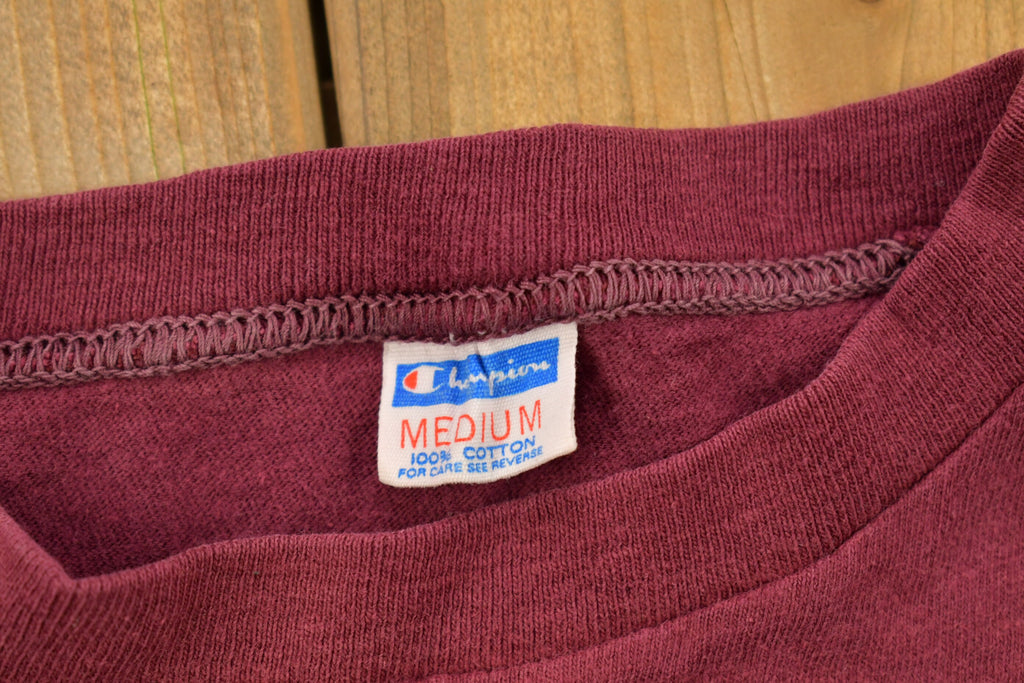 Champion
MEDIUM
100% COTTON
FOR CARE SEE REVERSE